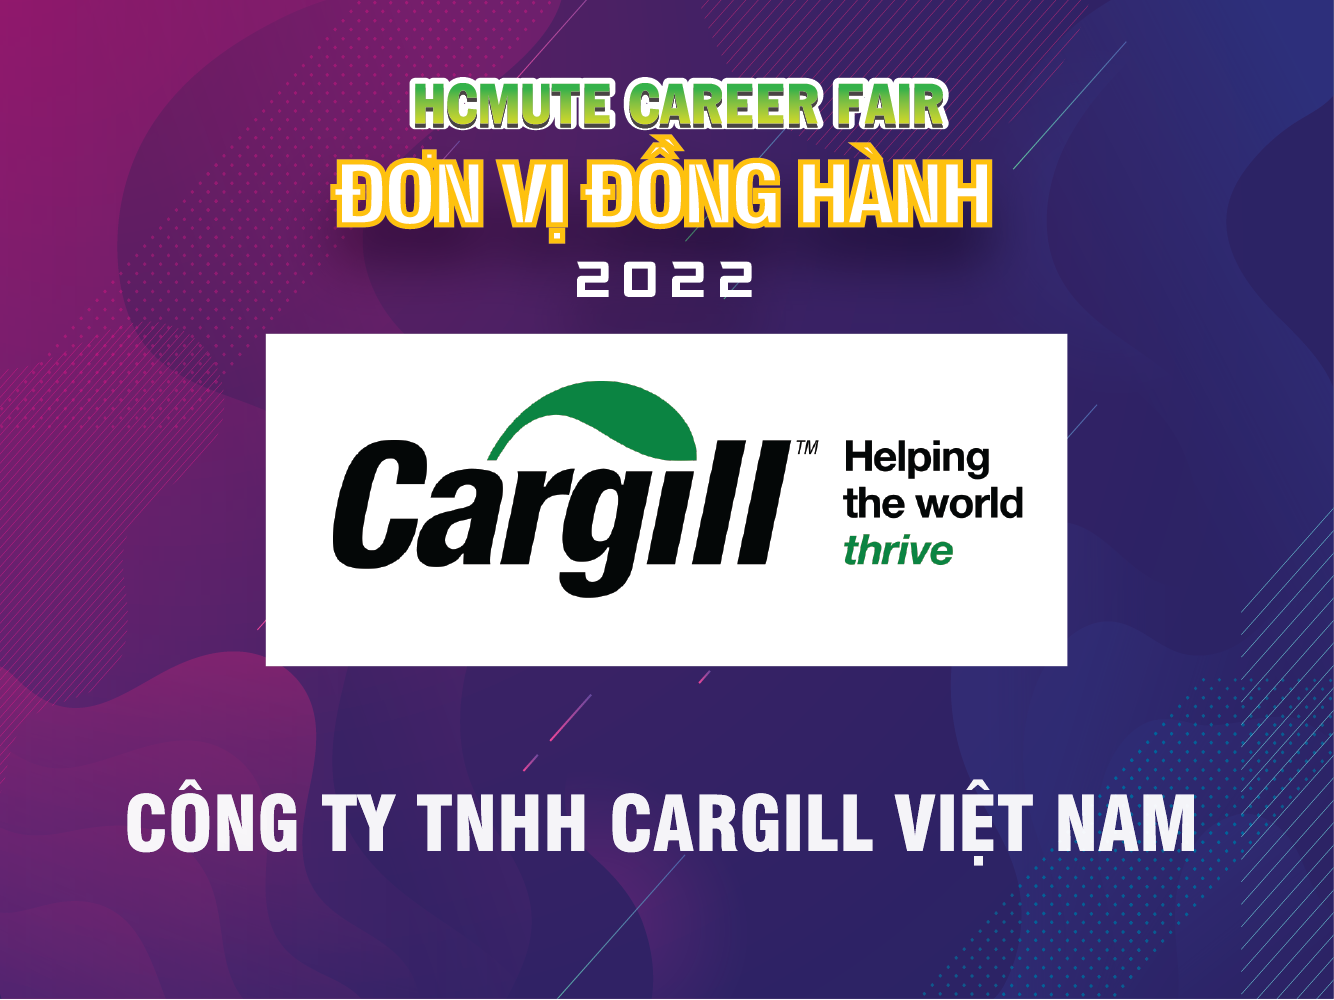 HCMUTE CAREER FAIR
ĐƠN VỊ ĐỒNG HÀNH
2022
Cargill™
Helping
the world
thrive
CÔNG TY TNHH CARGILL VIỆT NAM